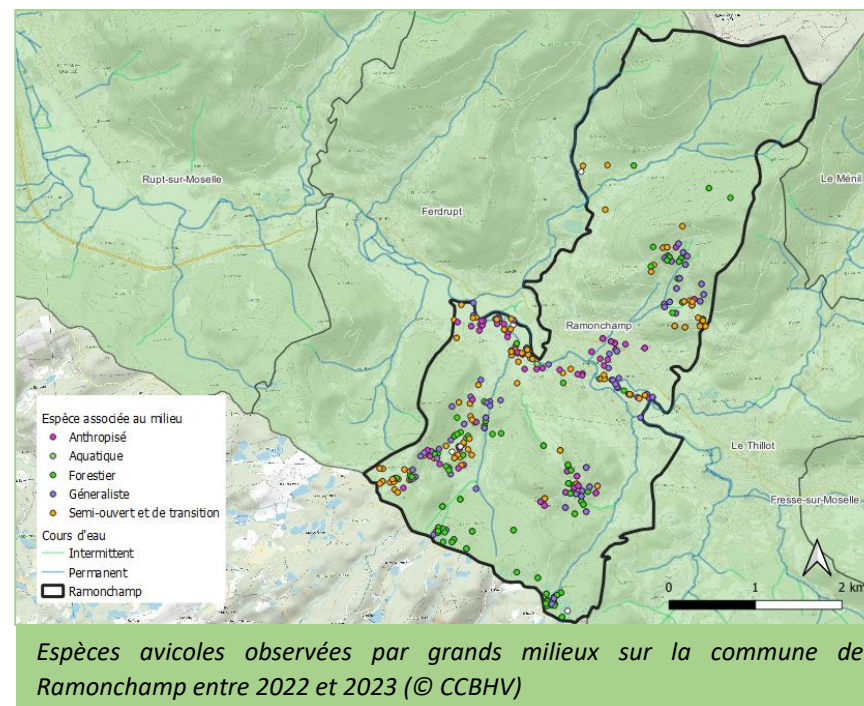 Rupt-sur-Moselle
Le Ménil
Ferdrupt
Ramonchamp
Espèce associée au milieu
Anthropisé
Aquatique
Forestier
Géneraliste
Semi-ouvert et de transition
Cours d'eau
Intermittent
Permanent
Ramonchamp
Le Thillot
Fresse-sur-Moselle
0 1 2 km
Espèces avicoles observées par grands milieux sur la commune de
Ramonchamp entre 2022 et 2023 (© CCBHV)